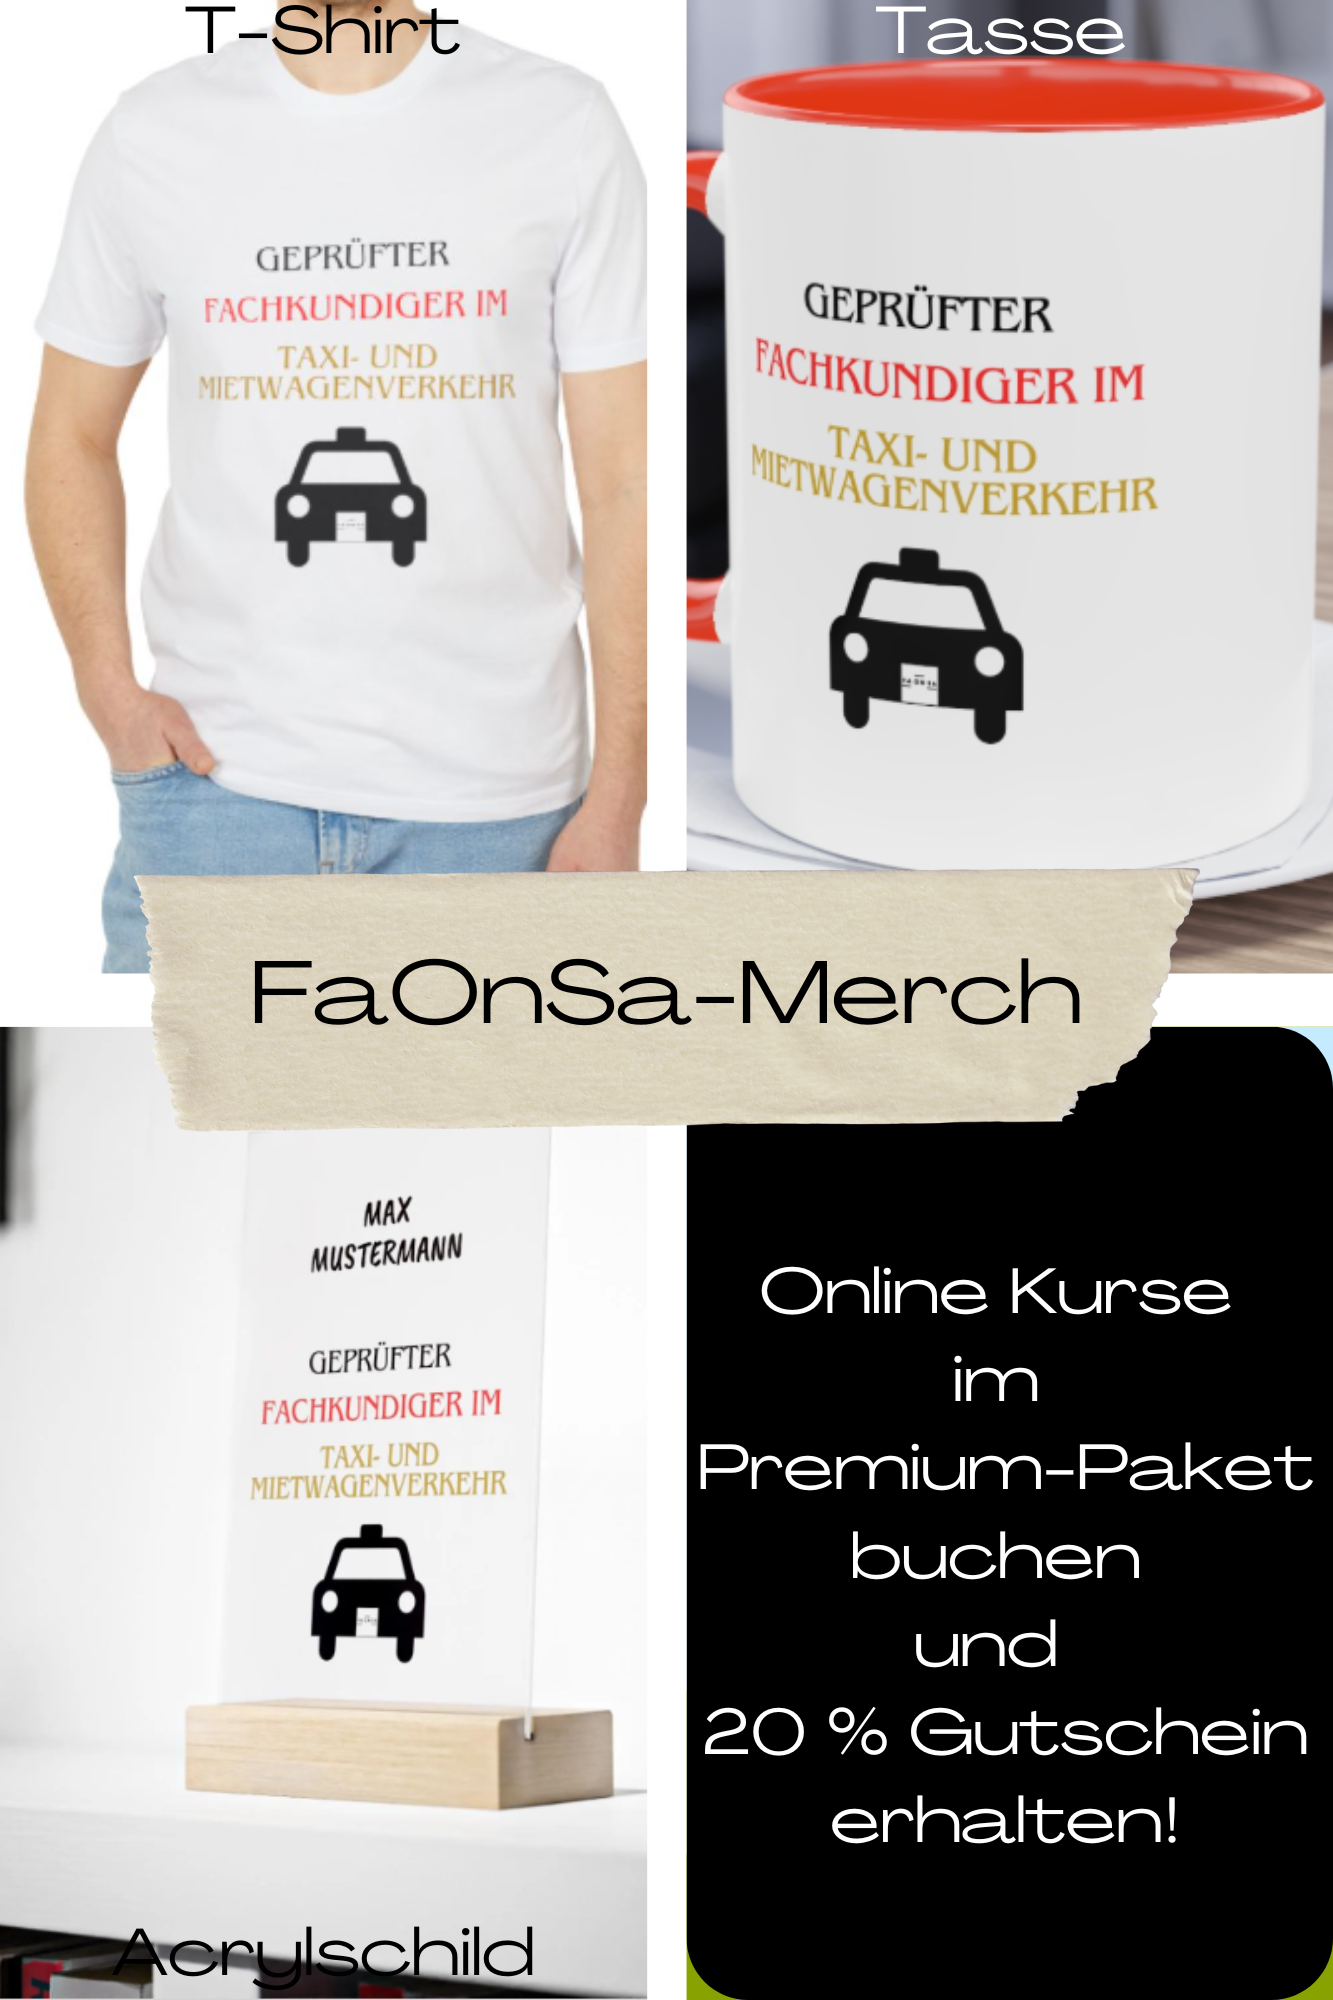 T-Shirt
GEPRÜFTER
FACHKUNDIGER IM
TAXI- UND
MIETWAGENVERKEHR
Tasse
GEPRÜFTER
FACHKUNDIGER IM
TAXI- UND
MIETWAGENVERKEHR
FaOnSa-Merch
MAX
MUSTERMANN
GEPRÜFTER
FACHKUNDIGER IM
TAXI- UND
MIETWAGENVERKEHR
Acrylschild
Online Kurse
im
Premium-Paket
buchen
und
20 % Gutschein
erhalten!